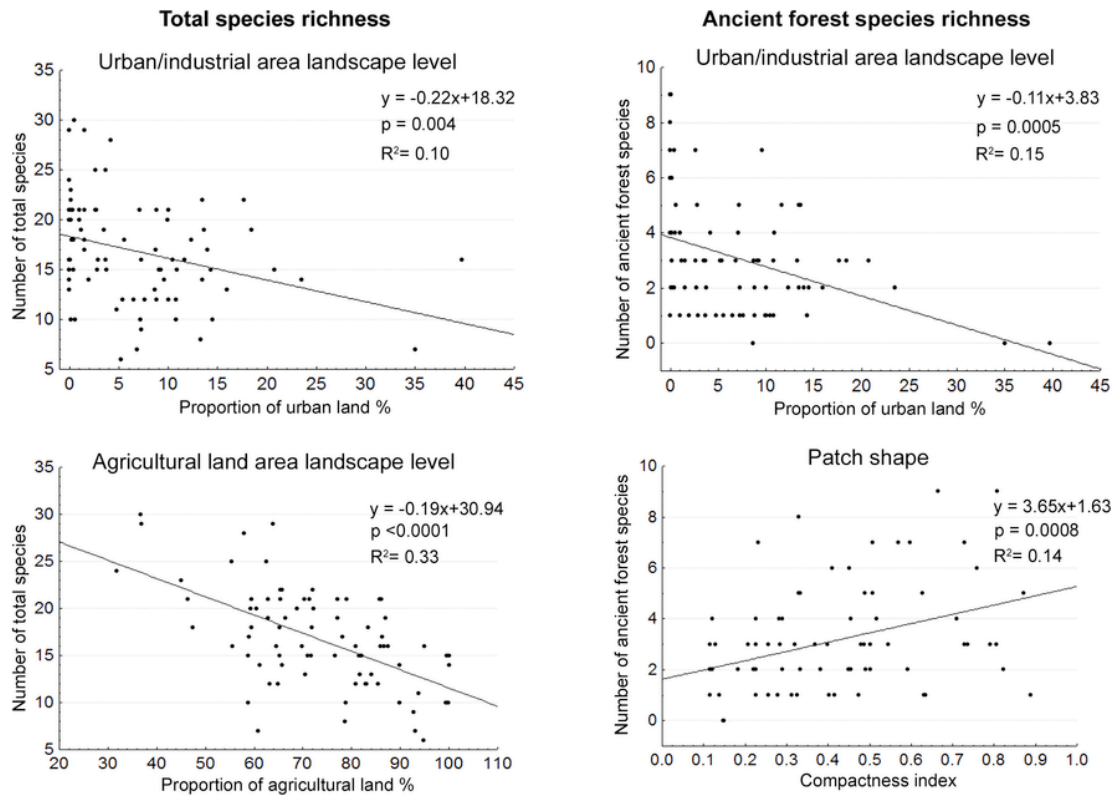 Total species richness
Ancient forest species richness
Urban/industrial area landscape level
35
30
25
20
15
10
5
Number of total species
y = -0.22x+18.32
p = 0.004
R²= 0.10
0 5 10 15 20 25 30 35 40 45
Proportion of urban land %
Urban/industrial area landscape level
10
8
6
4
2
0
Number of ancient forest species
y = -0.11x+3.83
p = 0.0005
R²= 0.15
0 5 10 15 20 25 30 35 40 45
Proportion of urban land %
Agricultural land area landscape level
35
30
25
20
15
10
5
Number of total species
y = -0.19x+30.94
p <0.0001
R²= 0.33
20 30 40 50 60 70 80 90 100 110
Proportion of agricultural land %
Patch shape
10
8
6
4
2
0
Number of ancient forest species
y = 3.65x+1.63
p = 0.0008
R²= 0.14
0.0 0.1 0.2 0.3 0.4 0.5 0.6 0.7 0.8 0.9 1.0
Compactness index